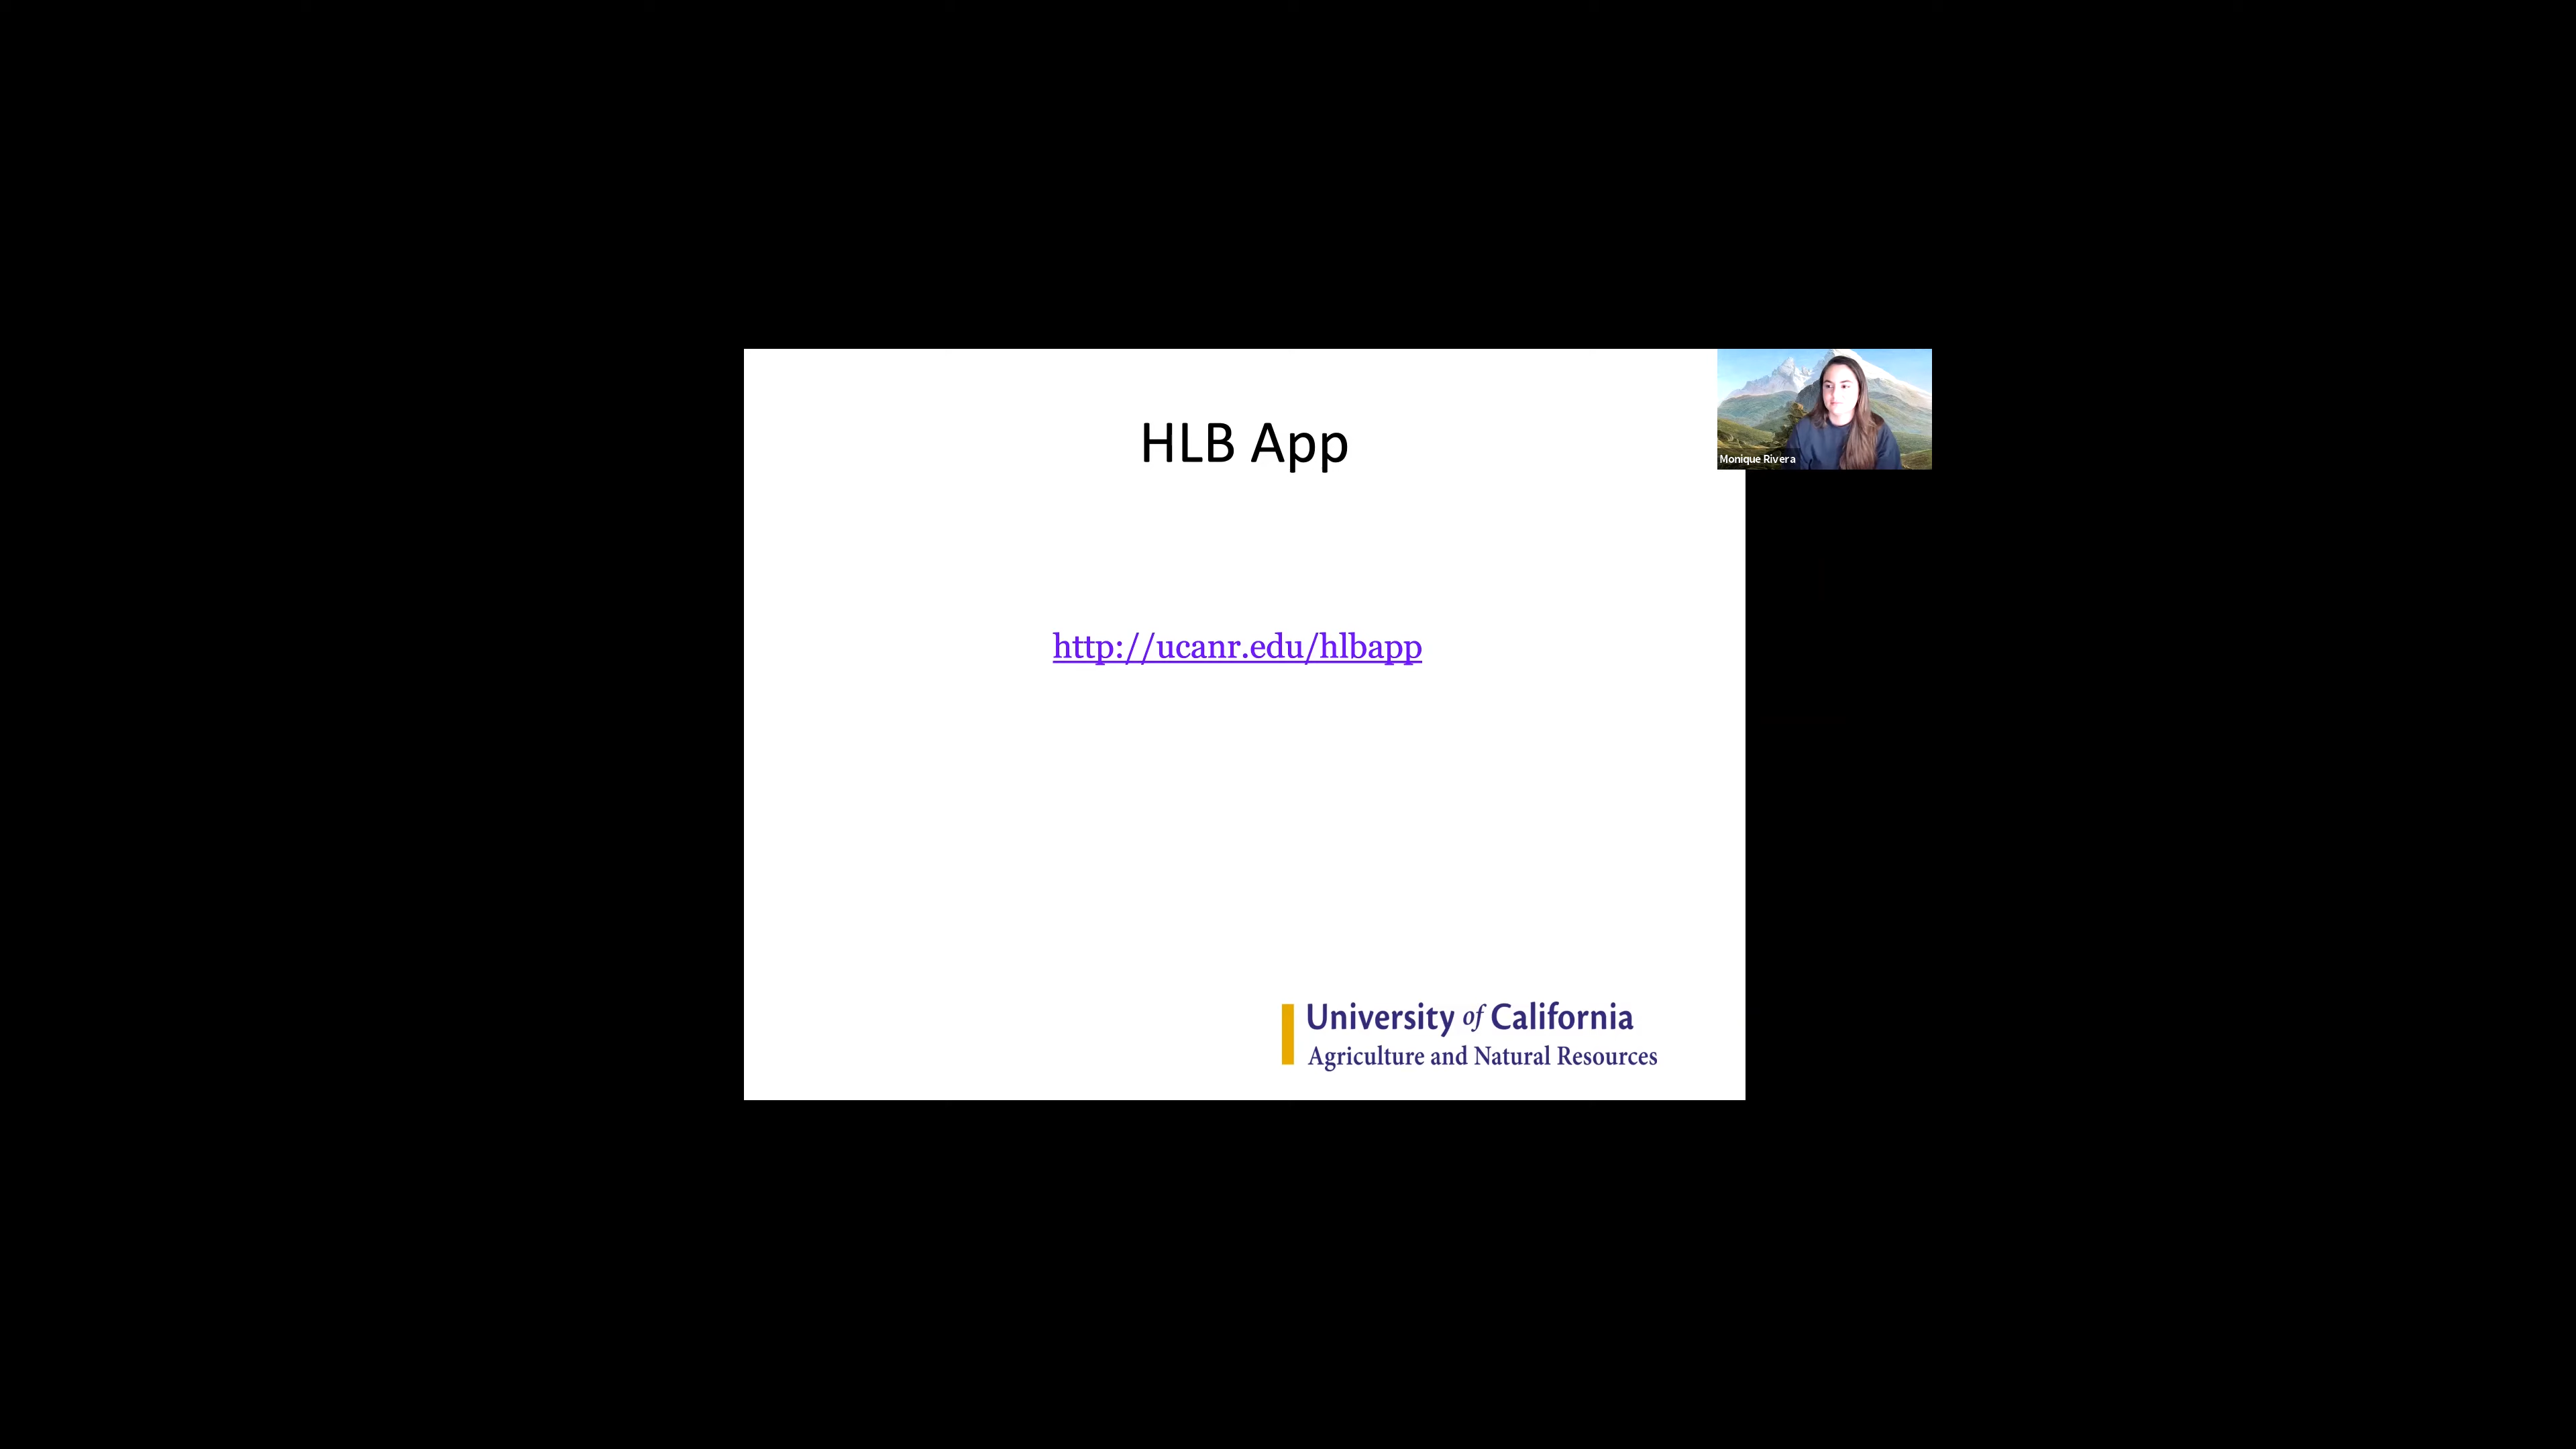 HLB App
Monique Rivera
http://ucanr.edu/hlbapp
University of California
Agriculture and Natural Resources